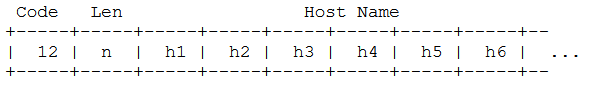 Code   Len                 Host Name
+-----+-----+-----+-----+-----+-----+-----+-----+--
|  12 |  n  |  h1 |  h2 |  h3 |  h4 |  h5 |  h6 |  ...
+-----+-----+-----+-----+-----+-----+-----+-----+--